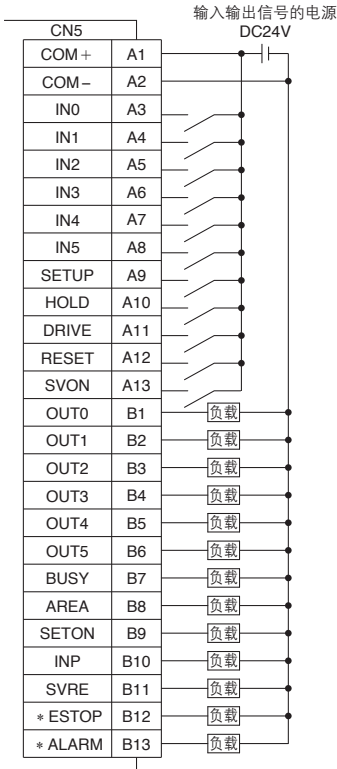 输入输出信号的电源
CN5 DC24V
COM+ A1
COM− A2
IN0 A3
IN1 A4
IN2 A5
IN3 A6
IN4 A7
IN5 A8
SETUP A9
HOLD A10
DRIVE A11
RESET A12
SVON A13
OUT0 B1 负载
OUT1 B2 负载
OUT2 B3 负载
OUT3 B4 负载
OUT4 B5 负载
OUT5 B6 负载
BUSY B7 负载
AREA B8 负载
SETON B9 负载
INP B10 负载
SVRE B11 负载
* ESTOP B12 负载
* ALARM B13 负载